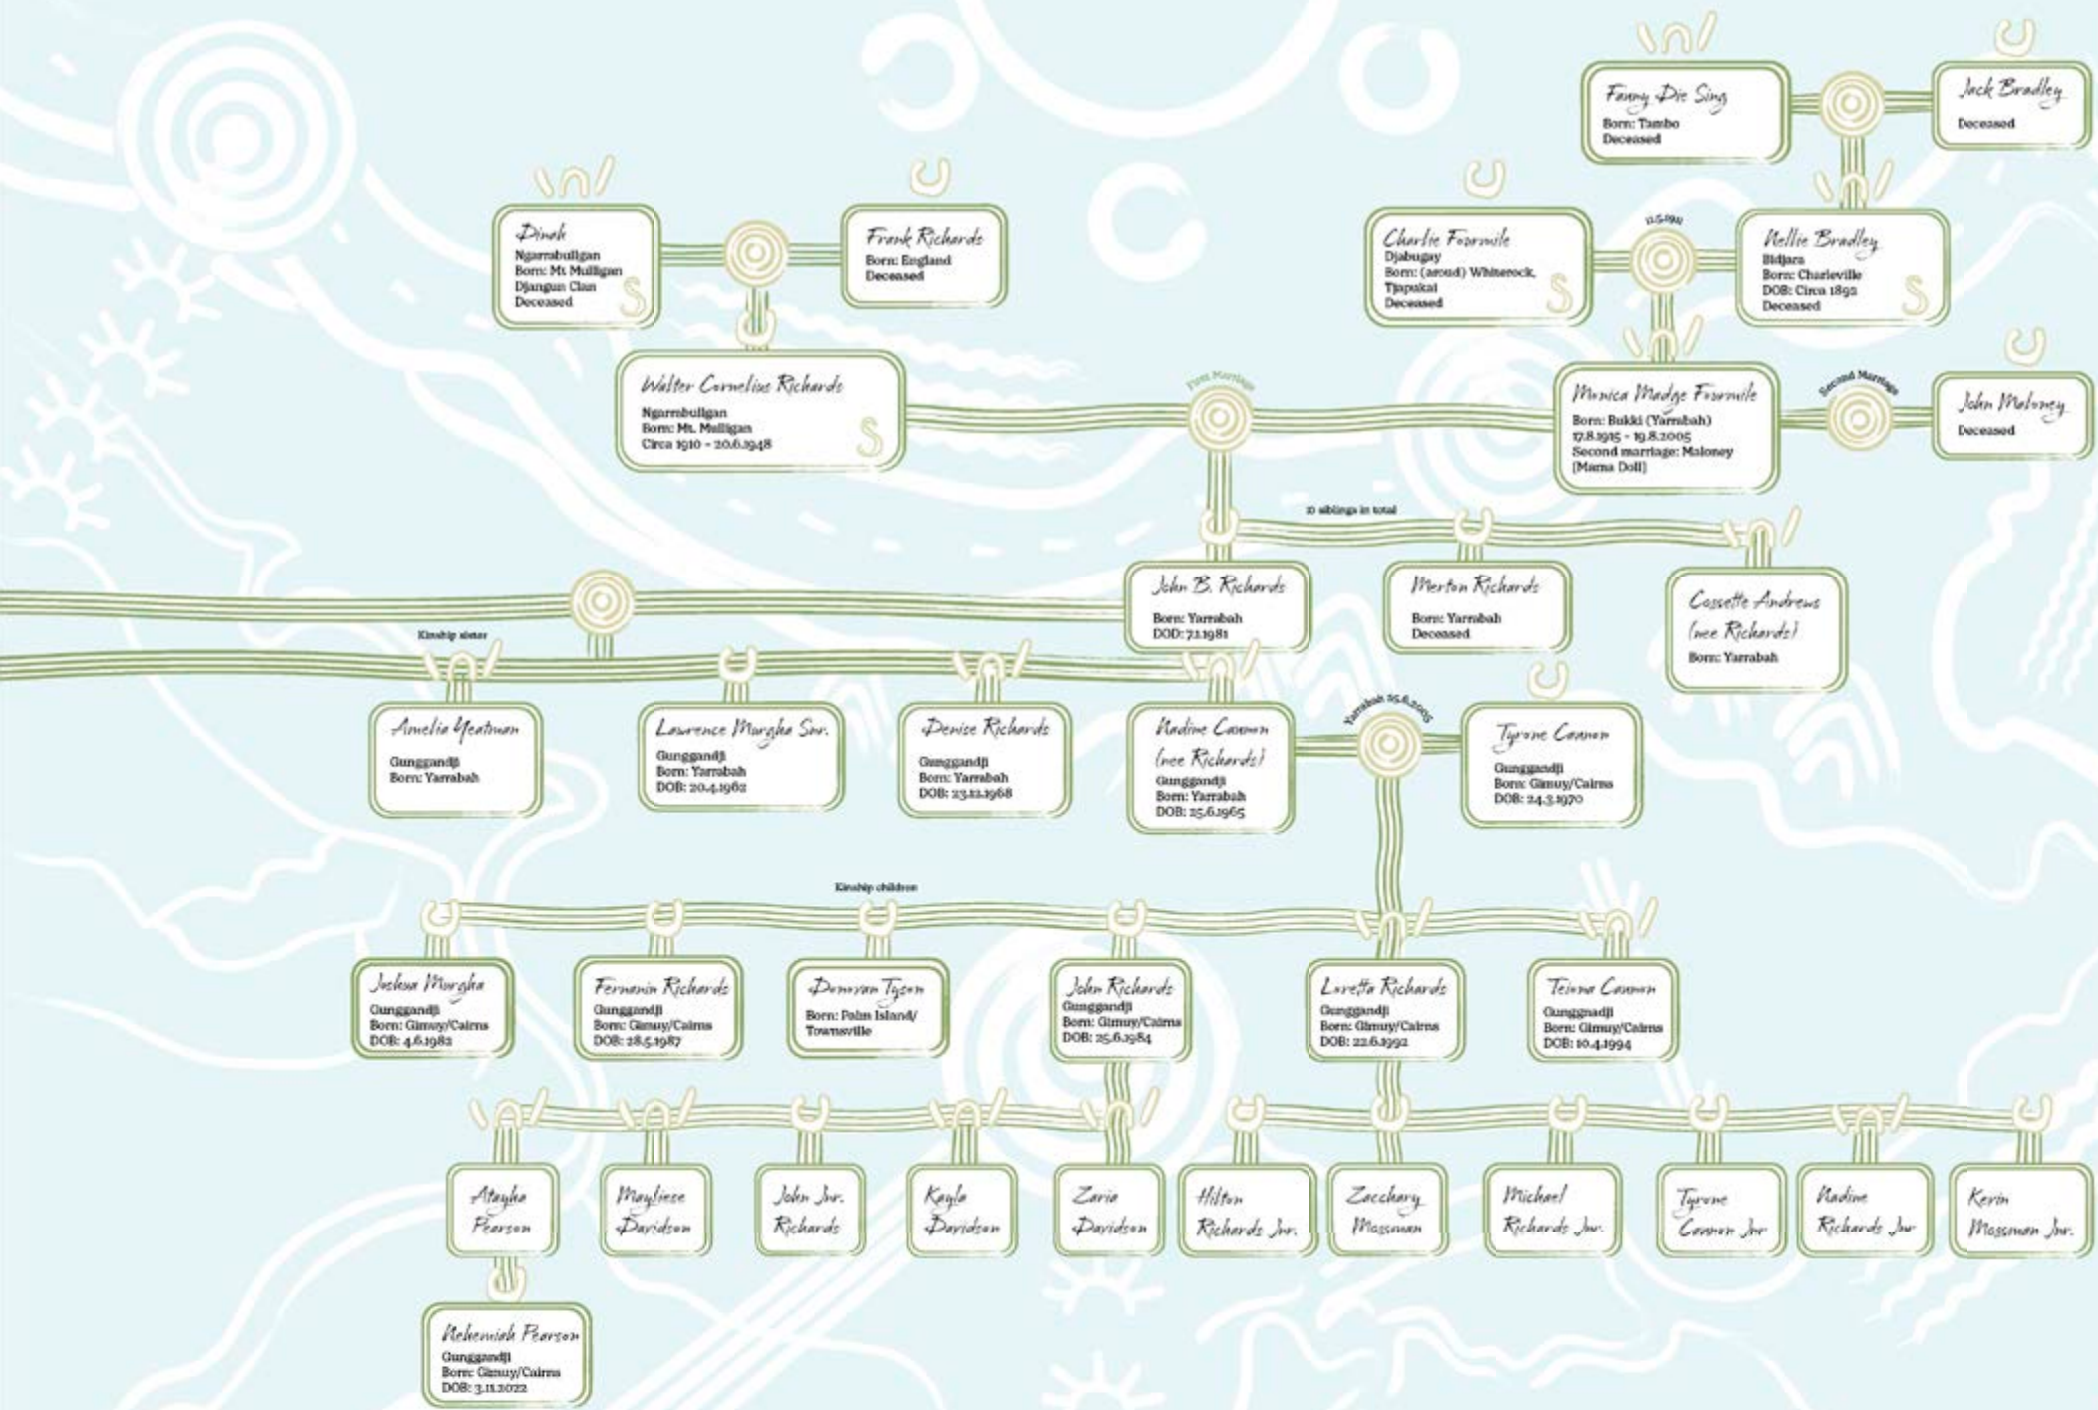 Fanny Die Sing
Born: Tambo
Deceased
Jack Bradley
Deceased
Dinah
Ngarrabullgan
Born: Mt Mulligan
Djangun Clan
Deceased
Frank Richards
Born: England
Deceased
Charlie Fourmile
Djabugay
Born: (aroud) Whiterock,
Tjapukai
Deceased
Nellie Bradley
Bidjara
Born: Charleville
DOB: Circa 1892
Deceased
Walter Cornelius Richards
Ngarrabullgan
Born: Mt. Mulligan
Circa 1910 - 20.6.1948
First Marriage
Monica Madge Fourmile
Born: Bukki (Yarrabah)
17.8.1915 - 19.8.2005
Second marriage: Maloney
(Mama Doll)
Second Marriage
John Maloney
Deceased
siblings in total
John B. Richards
Born: Yarrabah
DOD: 7.1.1981
Merton Richards
Born: Yarrabah
Deceased
Cossette Andrews
(nee Richards)
Born: Yarrabah
Kinship sister
Amelia Yeatman
Gunggandji
Born: Yarrabah
Lawrence Murgha Snr.
Gunggandji
Born: Yarrabah
DOB: 20.4.1962
Denise Richards
Gunggandji
Born: Yarrabah
DOB: 23.12.1968
Nadine Cannon
(nee Richards)
Gunggandji
Born: Yarrabah
DOB: 25.6.1965
Yarrabah 25.6.2005
Tyrone Cannon
Gunggandji
Born: Gimuy/Cairns
DOB: 24.3.1970
Kinship children
Joshua Murgha
Gunggandji
Born: Gimuy/Cairns
DOB: 4.6.1982
Fernanin Richards
Gunggandji
Born: Gimuy/Cairns
DOB: 28.5.1987
Donovan Tyson
Born: Palm Island/
Townsville
John Richards
Gunggandji
Born: Gimuy/Cairns
DOB: 25.6.1984
Loretta Richards
Gunggandji
Born: Gimuy/Cairns
DOB: 22.6.1992
Teiona Cannon
Gunggnadji
Born: Gimuy/Cairns
DOB: 10.4.1994
Atayha
Pearson
Mayliese
Davidson
John Jnr.
Richards
Kayla
Davidson
Zaria
Davidson
Hilton
Richards Jnr.
Zacchary
Mossman
Michael
Richards Jnr.
Tyrone
Cannon Jnr
Nadine
Richards Jnr
Kevin
Mossman Jnr.
Nehemiah Pearson
Gunggandji
Born: Gimuy/Cairns
DOB: 3.11.2022